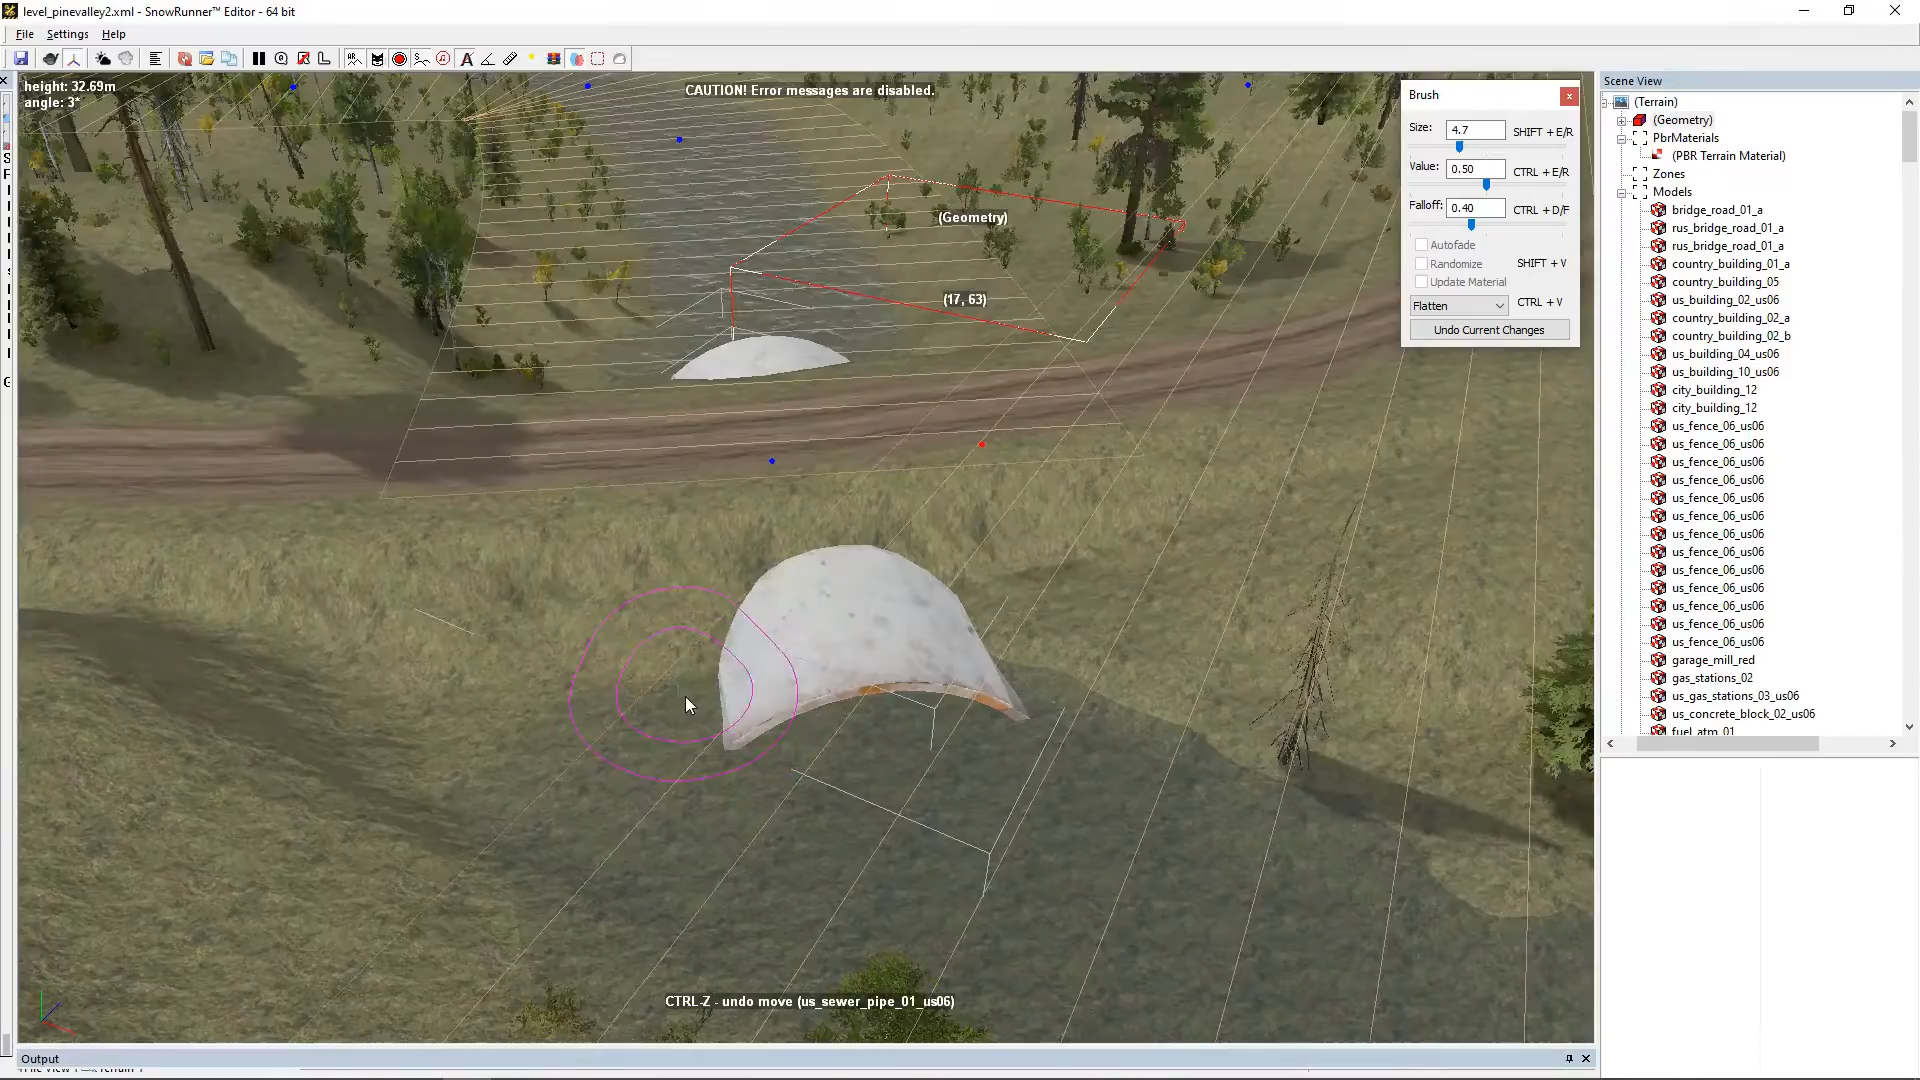 level_pinevalley2.xml - SnowRunner™ Editor - 64 bit
File Settings Help
height: 32.69m
angle: 3°
CAUTION! Error messages are disabled.
(Geometry)
(17, 63)
CTRL-Z - undo move (us_sewer_pipe_01_us06)
Brush
x
Size: 4.7 SHIFT + E/R
Value: 0.50 CTRL + E/R
Falloff: 0.40 CTRL + D/F
Autofade
Randomize SHIFT + V
Update Material
Flatten CTRL + V
Undo Current Changes
Scene View
(Terrain)
(Geometry)
PbrMaterials
(PBR Terrain Material)
Zones
Models
bridge_road_01_a
rus_bridge_road_01_a
rus_bridge_road_01_a
country_building_01_a
country_building_05
us_building_02_us06
country_building_02_a
country_building_02_b
us_building_04_us06
us_building_10_us06
city_building_12
city_building_12
us_fence_06_us06
us_fence_06_us06
us_fence_06_us06
us_fence_06_us06
us_fence_06_us06
us_fence_06_us06
us_fence_06_us06
us_fence_06_us06
us_fence_06_us06
us_fence_06_us06
us_fence_06_us06
us_fence_06_us06
us_fence_06_us06
garage_mill_red
gas_stations_02
us_gas_stations_03_us06
us_concrete_block_02_us06
fuel_atm_01
Output